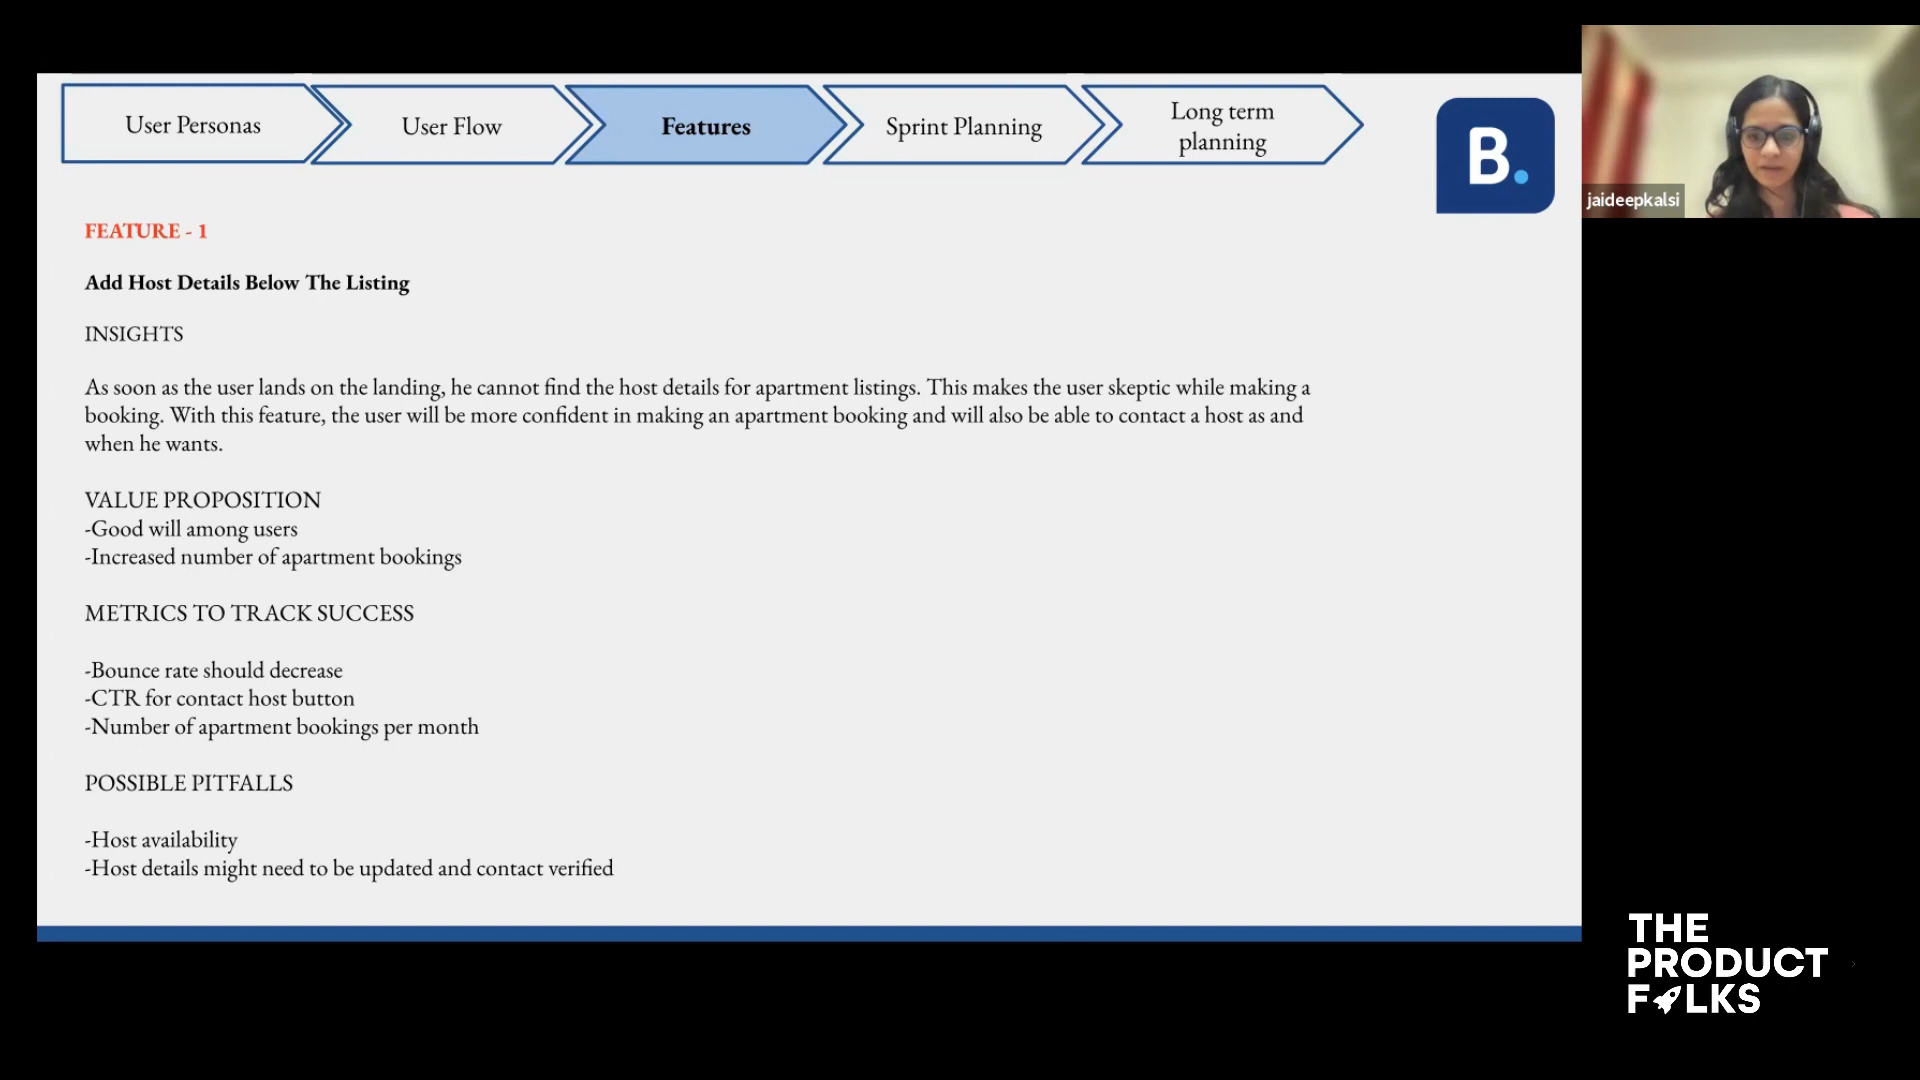 User Personas
User Flow
Features
Sprint Planning
Long term
planning
B.
jaideepkalsi
FEATURE - 1
Add Host Details Below The Listing
INSIGHTS
As soon as the user lands on the landing, he cannot find the host details for apartment listings. This makes the user skeptic while making a
booking. With this feature, the user will be more confident in making an apartment booking and will also be able to contact a host as and
when he wants.
VALUE PROPOSITION
-Good will among users
-Increased number of apartment bookings
METRICS TO TRACK SUCCESS
-Bounce rate should decrease
-CTR for contact host button
-Number of apartment bookings per month
POSSIBLE PITFALLS
-Host availability
-Host details might need to be updated and contact verified
THE
PRODUCT
FOLKS